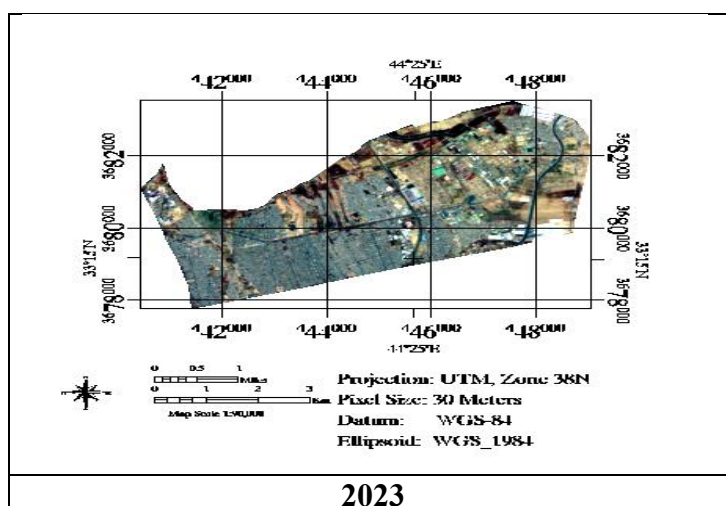 44°25'E
442000 444000 446000 448000
3682000 3682000
3680000 3680000
33°15'N 33°15'N
3678000 3678000
442000 444000 446000 448000
44°25'E
0 0.5 1
Miles
0 1 2 3
Km
Map Scale 1:90,000
Projection: UTM, Zone 38N
Pixel Size: 30 Meters
Datum: WGS-84
Ellipsoid: WGS_1984
2023